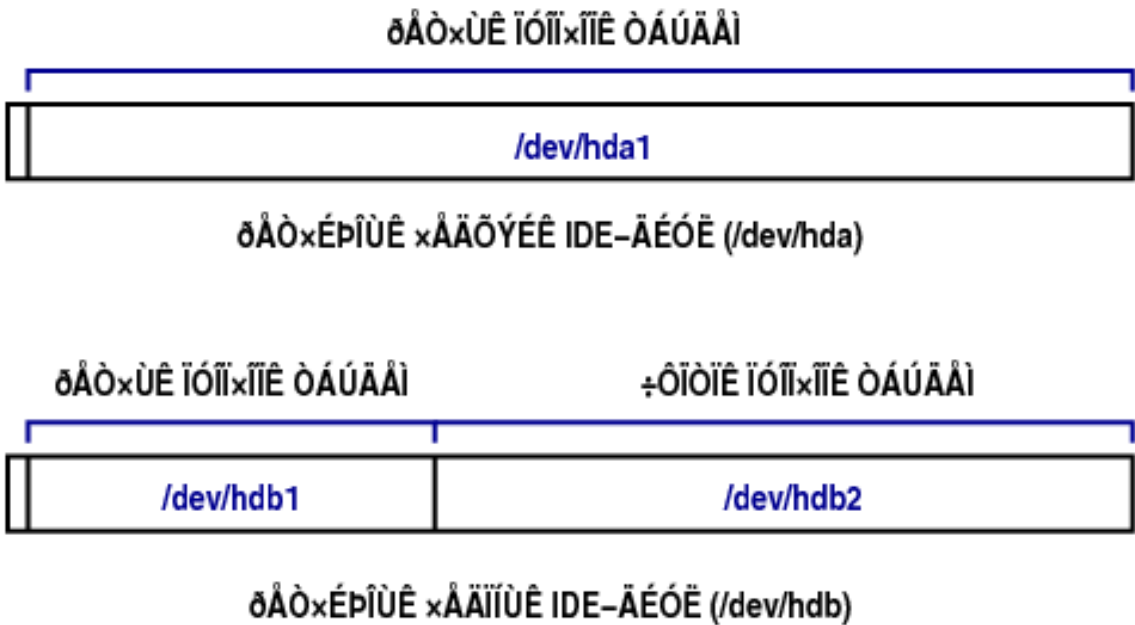 ðÅÒ×ÙÊ ÏÓÎÏ×ÎÏÊ ÒÁÚÄÅÌ
/dev/hda1
ðÅÒ×ÉÞÎÙÊ ×ÅÄÕÝÉÊ IDE–ÄÉÓË (/dev/hda)
ðÅÒ×ÙÊ ÏÓÎÏ×ÎÏÊ ÒÁÚÄÅÌ ÷ÔÏÒÏÊ ÏÓÎÏ×ÎÏÊ ÒÁÚÄÅÌ
/dev/hdb1 /dev/hdb2
ðÅÒ×ÉÞÎÙÊ ×ÅÄÏÍÙÊ IDE–ÄÉÓË (/dev/hdb)